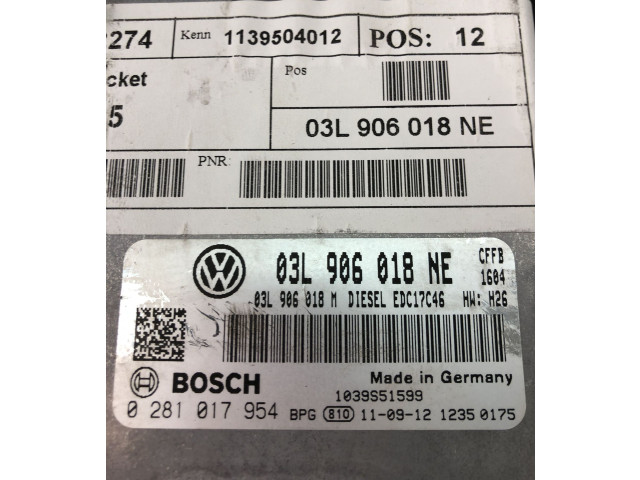 274 Kenn 1139504012 POS: 12
cket Pos
5
03L 906 018 NE
PNR:
03L 906 018 NE CFFB
1604
03L 906 018 M DIESEL EDC17C46 HW: H26
BOSCH Made in Germany
1039S51599
0 281 017 954 BPG 810 11-09-12 1235 0175